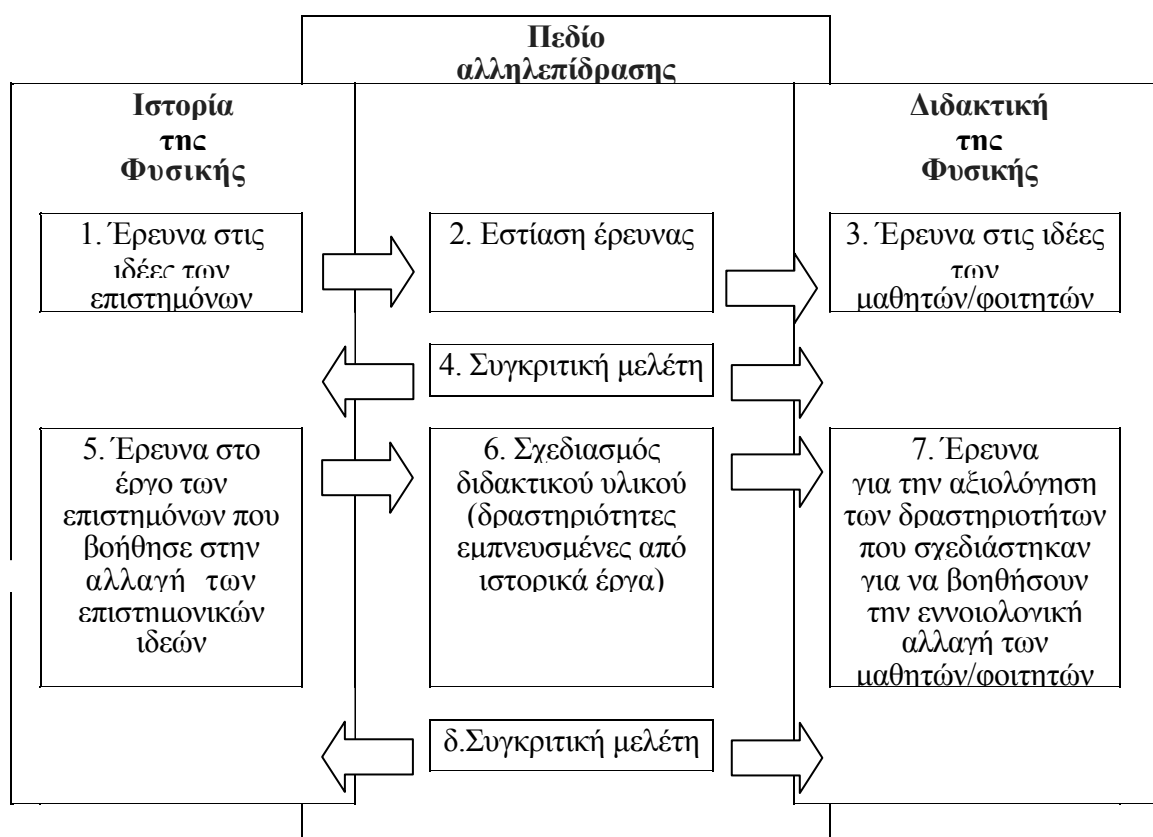 Πεδίο
αλληλεπίδρασης
Ιστορία
της
Φυσικής
Διδακτική
της
Φυσικής
1. Έρευνα στις
ιδέες των
επιστημόνων
2. Εστίαση έρευνας
3. Έρευνα στις ιδέες
των
μαθητών/φοιτητών
4. Συγκριτική μελέτη
5. Έρευνα στο
έργο των
επιστημόνων που
βοήθησε στην
αλλαγή των
επιστημονικών
ιδεών
6. Σχεδιασμός
διδακτικού υλικού
(δραστηριότητες
εμπνευσμένες από
ιστορικά έργα)
7. Έρευνα
για την αξιολόγηση
των δραστηριοτήτων
που σχεδιάστηκαν
για να βοηθήσουν
την εννοιολογική
αλλαγή των
μαθητών/φοιτητών
δ.Συγκριτική μελέτη